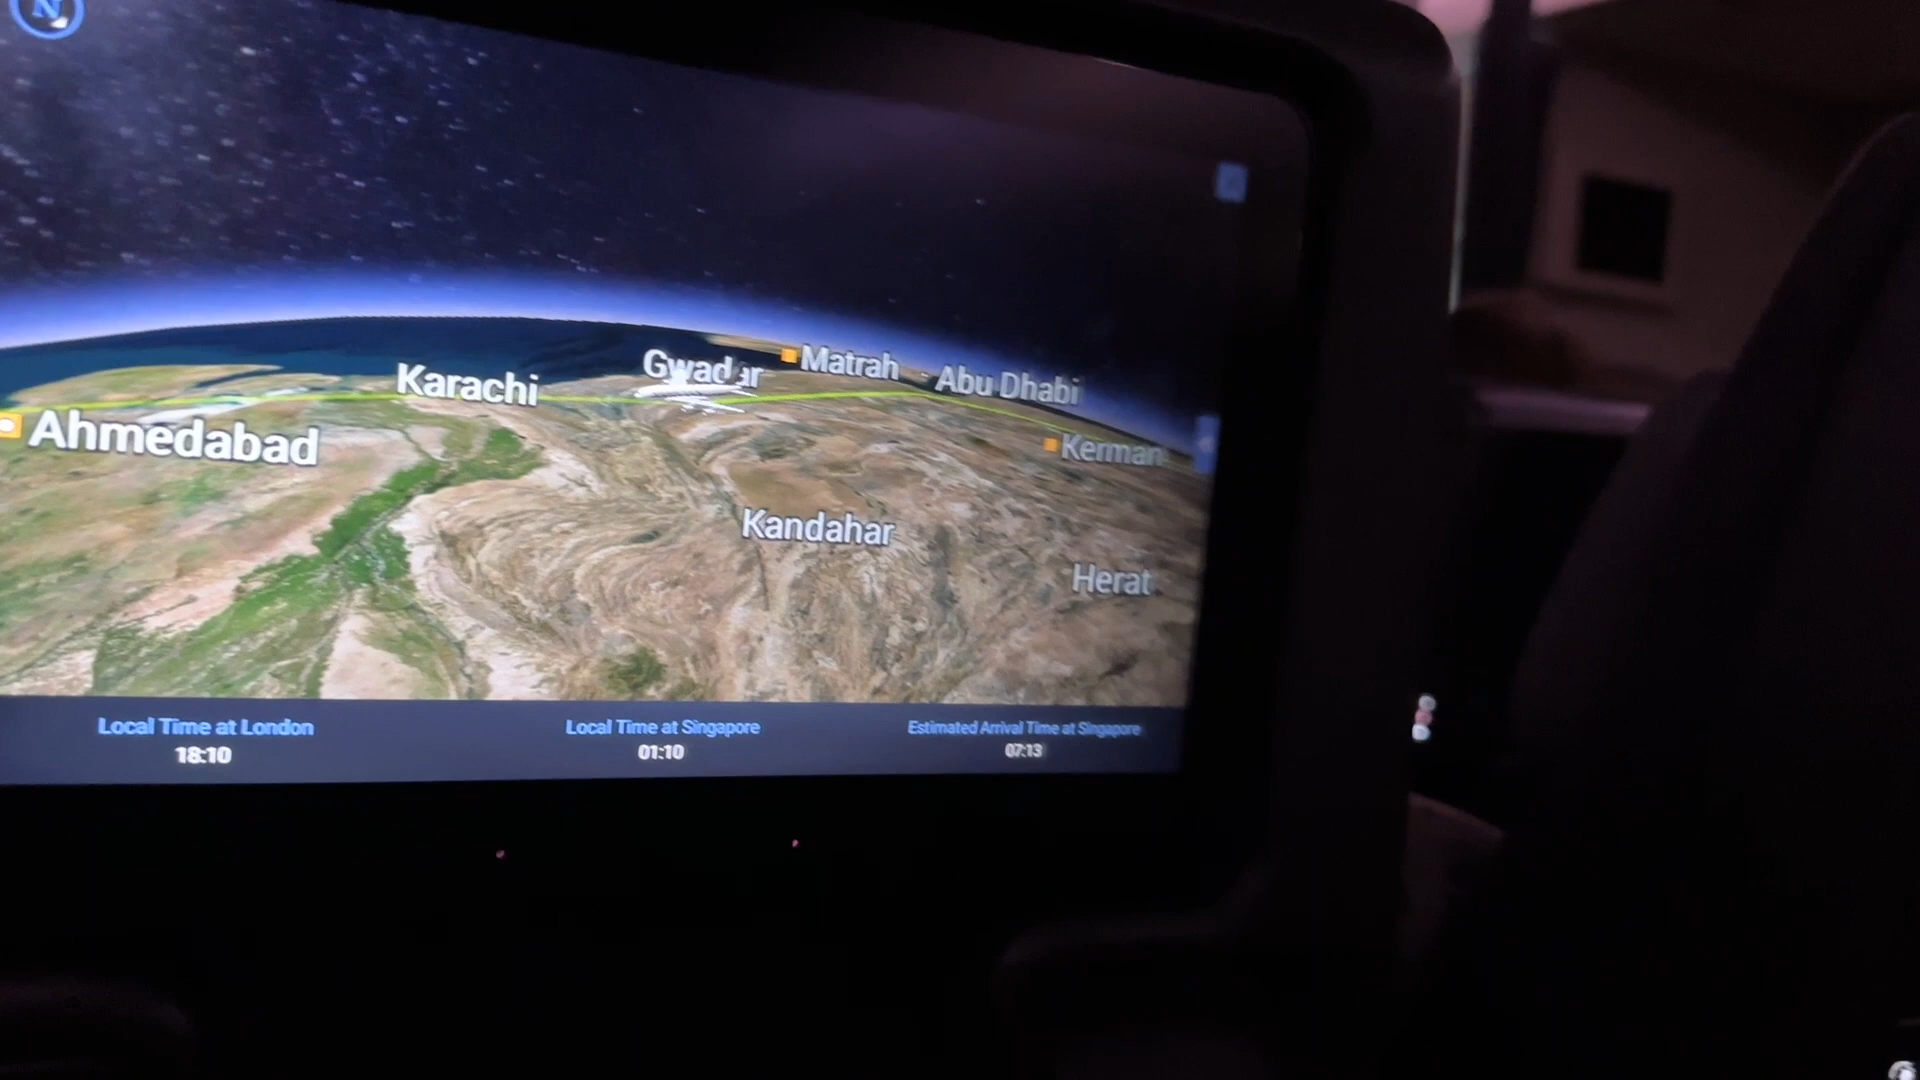 N
Karachi
Gwadar
Matrah
Abu Dhabi
Ahmedabad
Kerman
Kandahar
Herat
Local Time at London
18:10
Local Time at Singapore
01:10
Estimated Arrival Time at Singapore
07:13